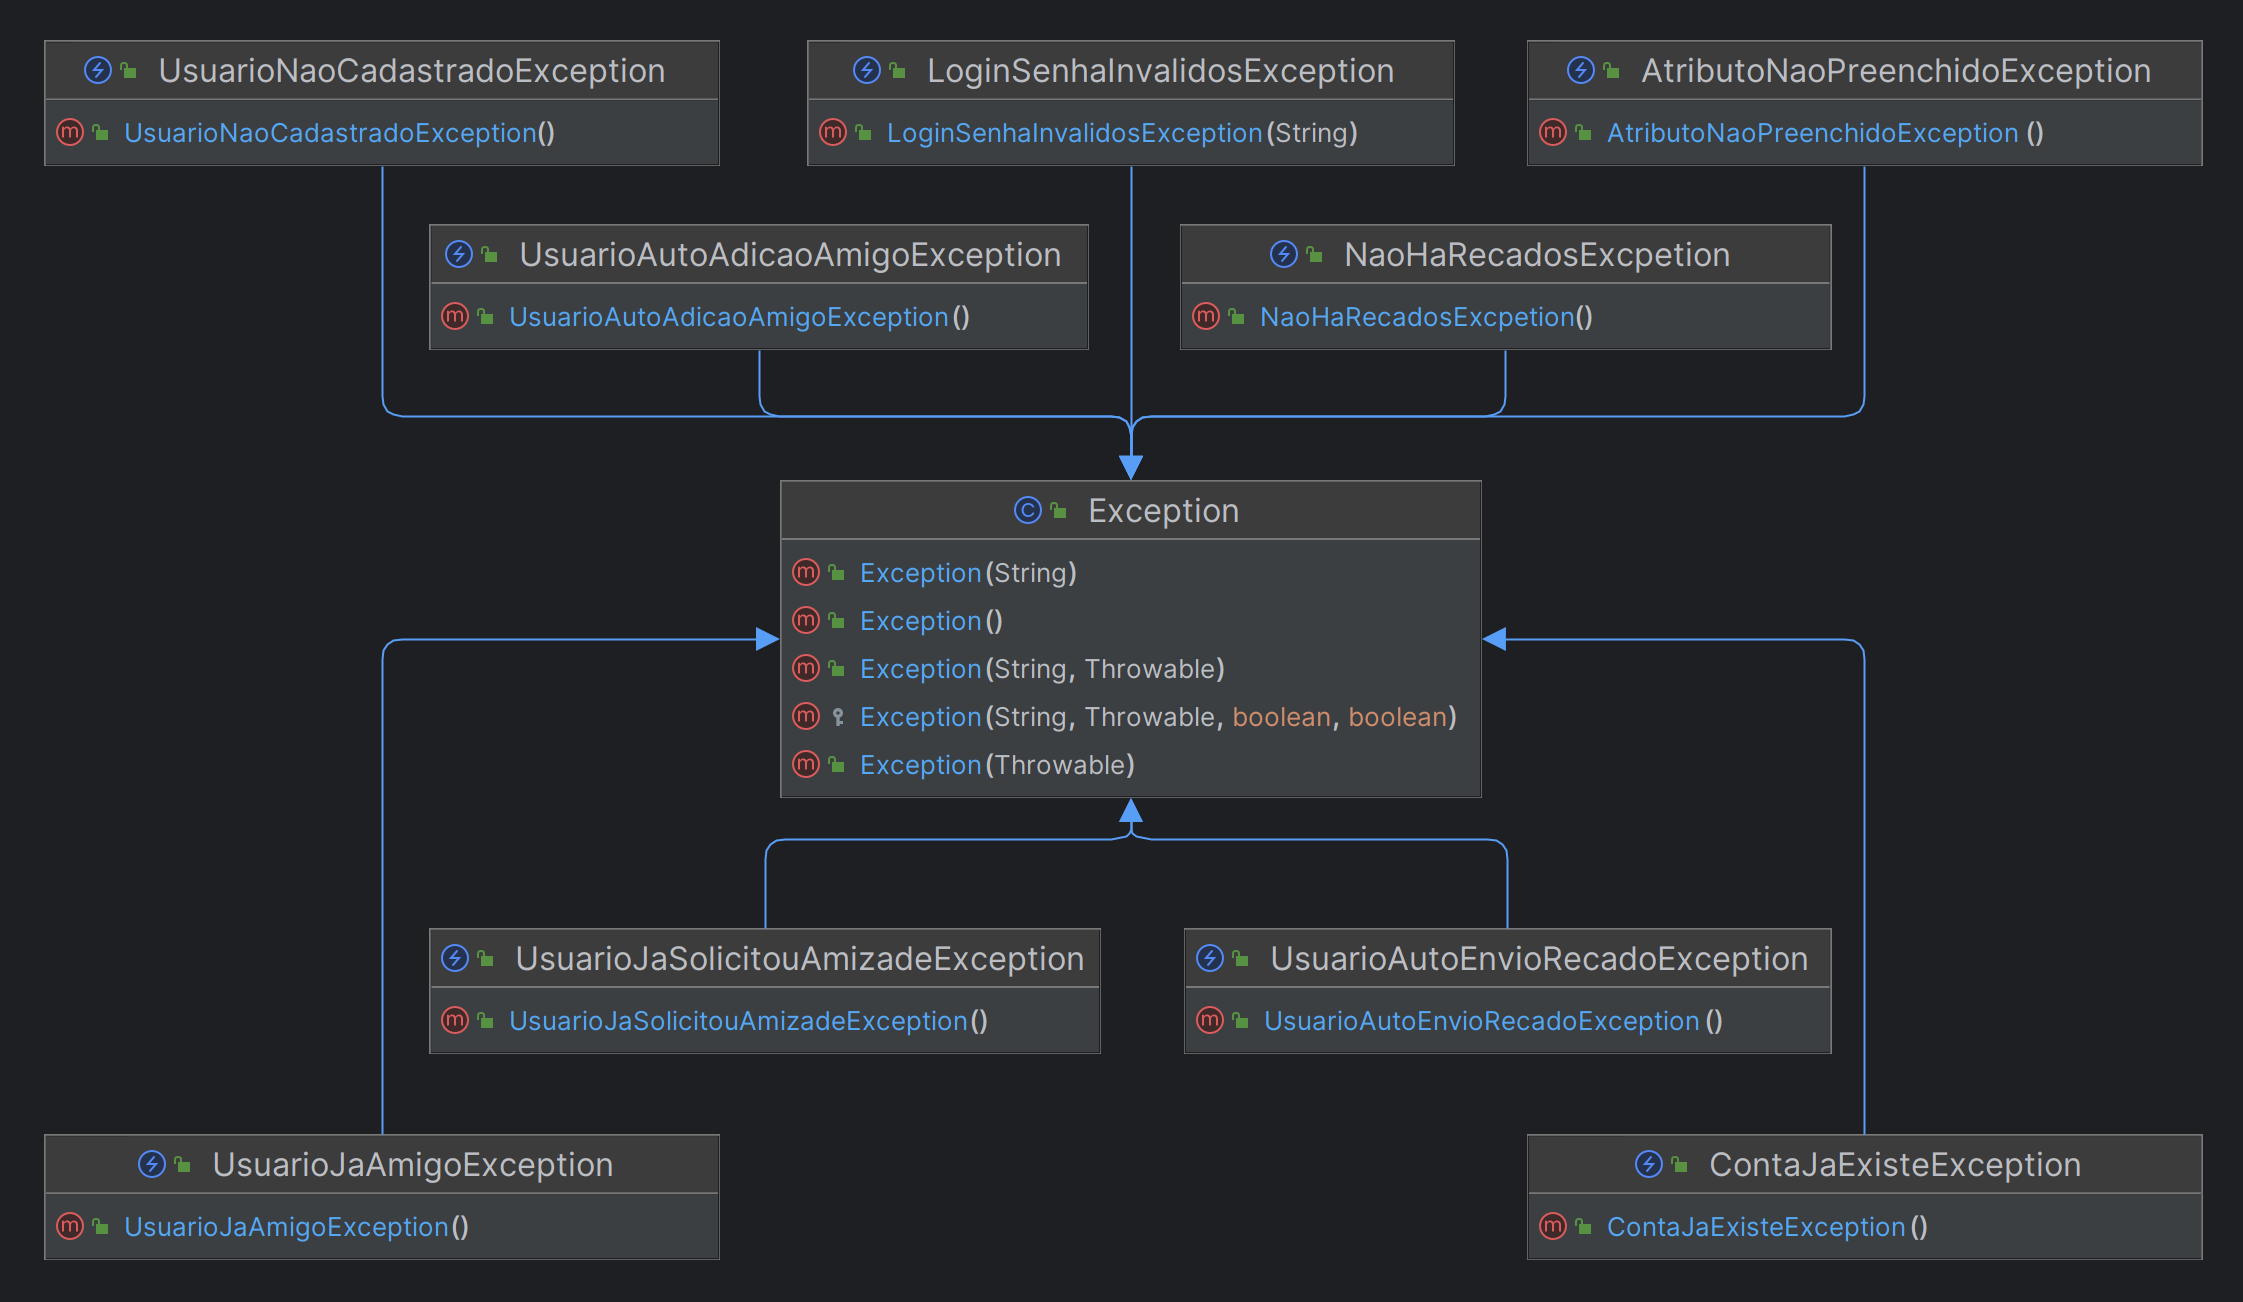 UsuarioNaoCadastradoException
UsuarioNaoCadastradoException()
LoginSenhaInvalidosException
LoginSenhaInvalidosException(String)
AtributoNaoPreenchidoException
AtributoNaoPreenchidoException()
UsuarioAutoAdicaoAmigoException
UsuarioAutoAdicaoAmigoException()
NaoHaRecadosExcpetion
NaoHaRecadosExcpetion()
Exception
Exception(String)
Exception()
Exception(String, Throwable)
Exception(String, Throwable, boolean, boolean)
Exception(Throwable)
UsuarioJaSolicitouAmizadeException
UsuarioJaSolicitouAmizadeException()
UsuarioAutoEnvioRecadoException
UsuarioAutoEnvioRecadoException()
UsuarioJaAmigoException
UsuarioJaAmigoException()
ContaJaExisteException
ContaJaExisteException()